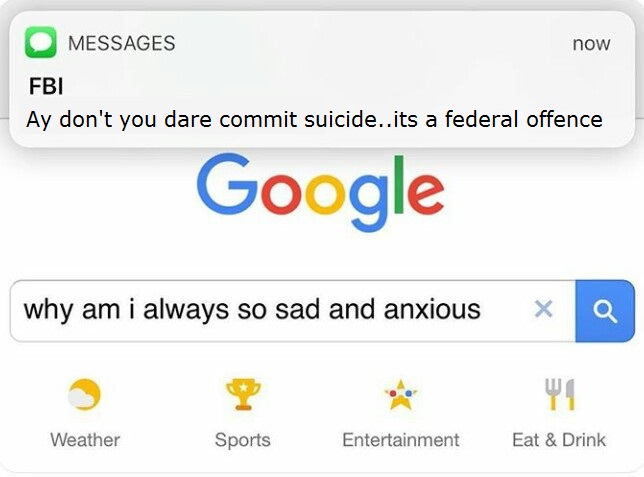 MESSAGES now
FBI
Ay don't you dare commit suicide..its a federal offence
Google
why am i always so sad and anxious
Weather Sports Entertainment Eat & Drink